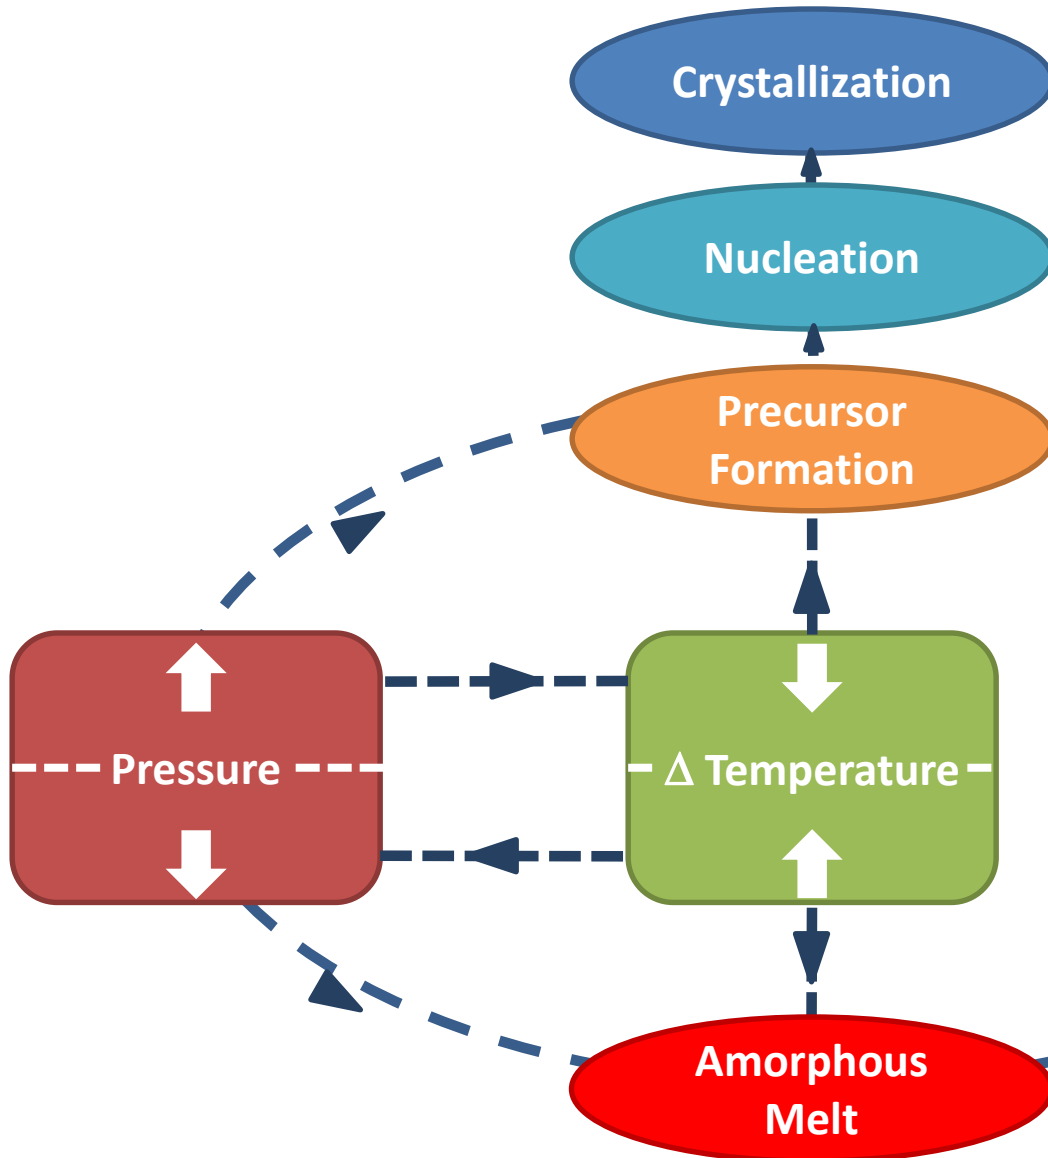 Crystallization
Nucleation
Precursor
Formation
Pressure
Δ Temperature
Amorphous
Melt